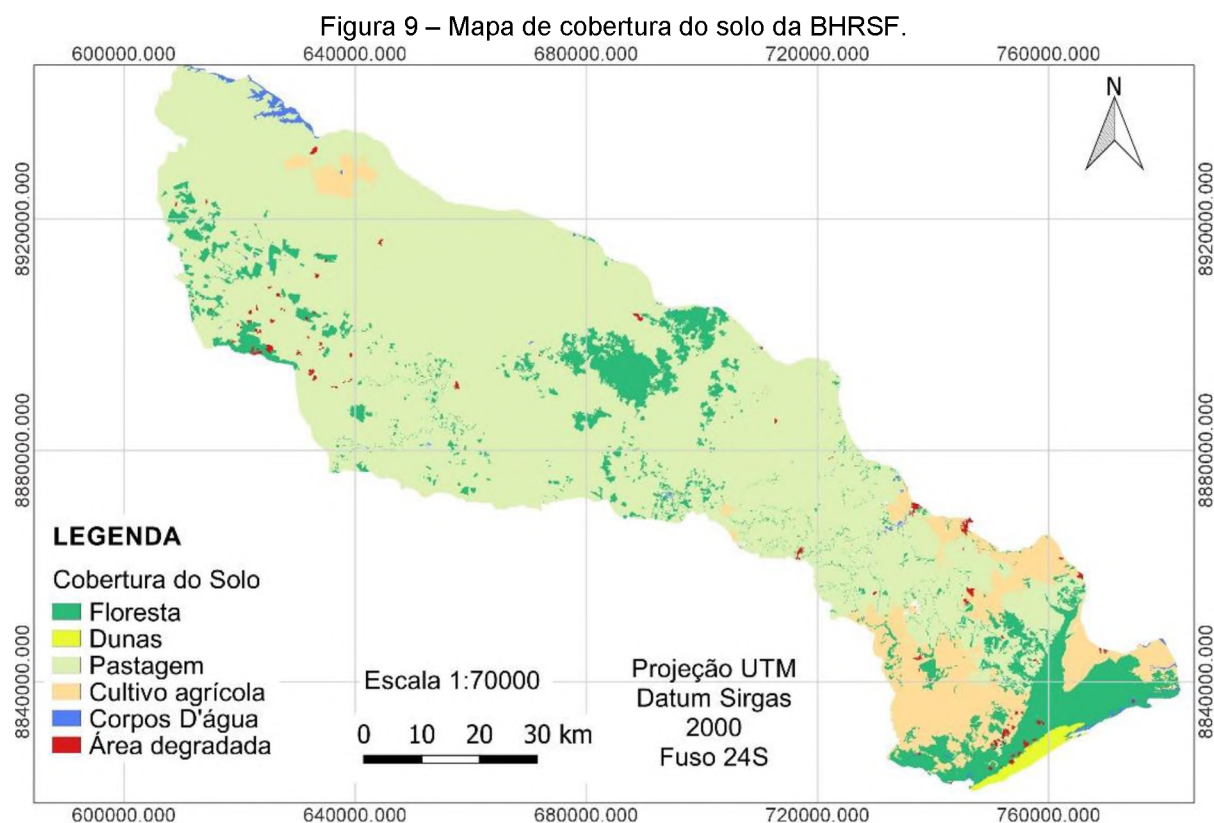 Figura 9 – Mapa de cobertura do solo da BHRSF.
600000.000 640000.000 680000.000 720000.000 760000.000
N
8920000.000 8920000.000
8880000.000 8880000.000
8840000.000 8840000.000
LEGENDA
Cobertura do Solo
Floresta
Dunas
Pastagem
Cultivo agrícola
Corpos D'água
Área degradada
Escala 1:70000
0 10 20 30 km
Projeção UTM
Datum Sirgas
2000
Fuso 24S
600000.000 640000.000 680000.000 720000.000 760000.000